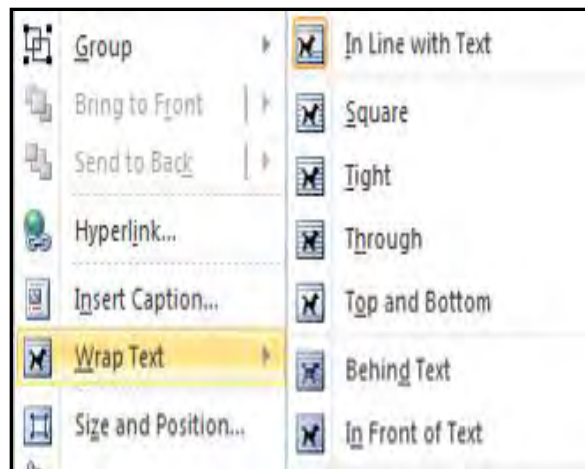 Group
Bring to Front
Send to Back
Hyperlink...
Insert Caption...
Wrap Text
Size and Position...
In Line with Text
Square
Tight
Through
Top and Bottom
Behind Text
In Front of Text